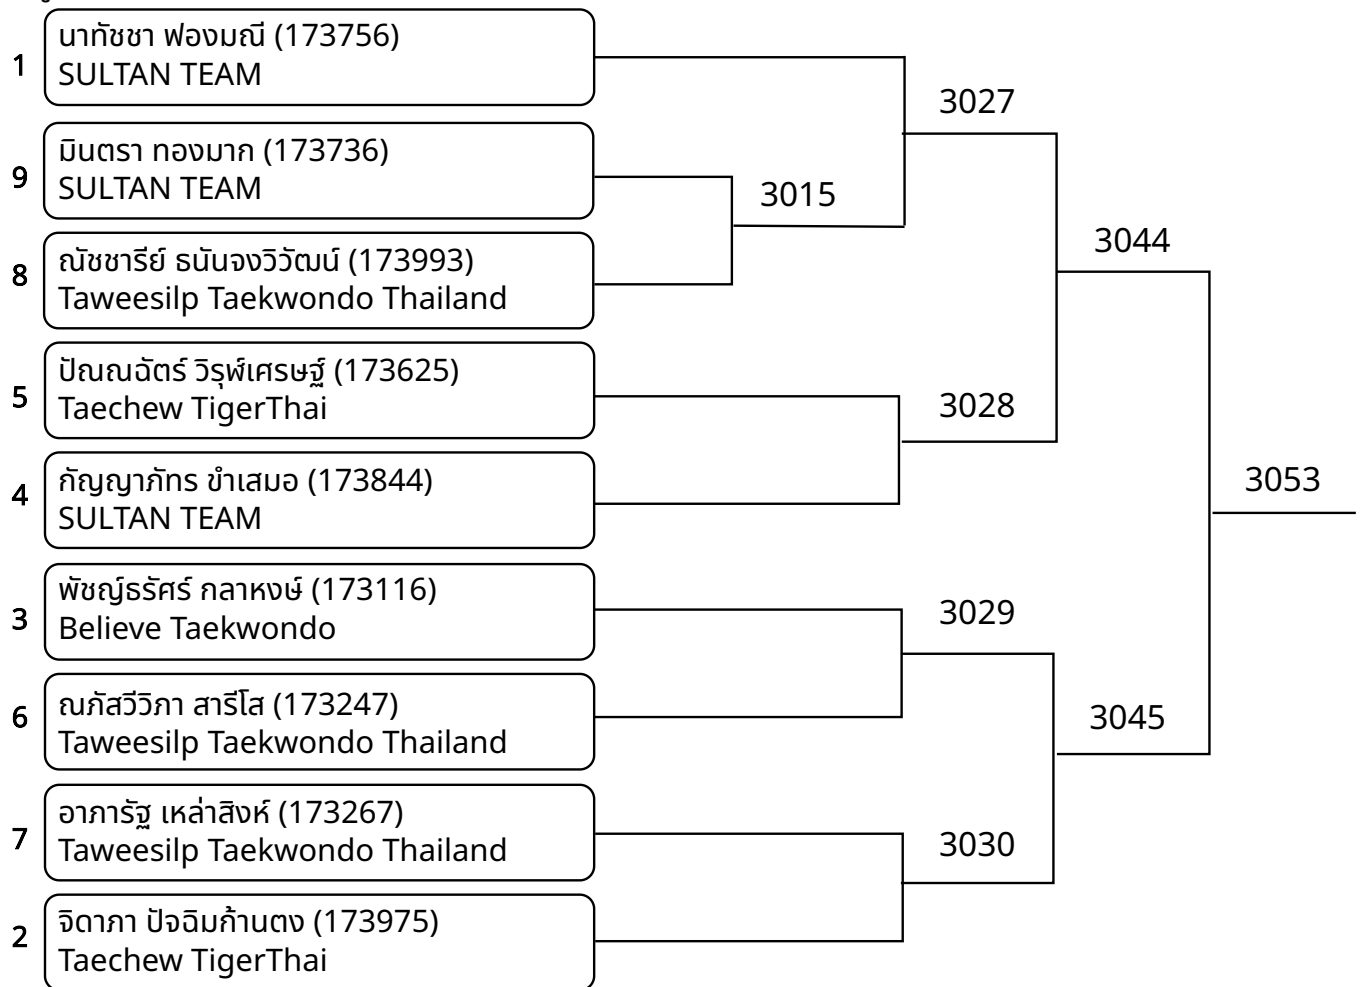 1
นาทัชชา ฟองมณี (173756)
SULTAN TEAM
9
มินตรา ทองมาก (173736)
SULTAN TEAM
8
ณัชชารีย์ ธนันจงวิวัฒน์ (173993)
Taweesilp Taekwondo Thailand
5
ปัณณฉัตร์ วิรุฬห์เศรษฐ์ (173625)
Taechew TigerThai
4
กัญญาภัทร ขำเสมอ (173844)
SULTAN TEAM
3
พัชญ์ธรัศร์ กลาหงษ์ (173116)
Believe Taekwondo
6
ณภัสวีวิภา สารีโส (173247)
Taweesilp Taekwondo Thailand
7
อาภารัฐ เหล่าสิงห์ (173267)
Taweesilp Taekwondo Thailand
2
จิดาภา ปัจฉิมก้านตง (173975)
Taechew TigerThai
3015
3027
3028
3029
3030
3044
3045
3053